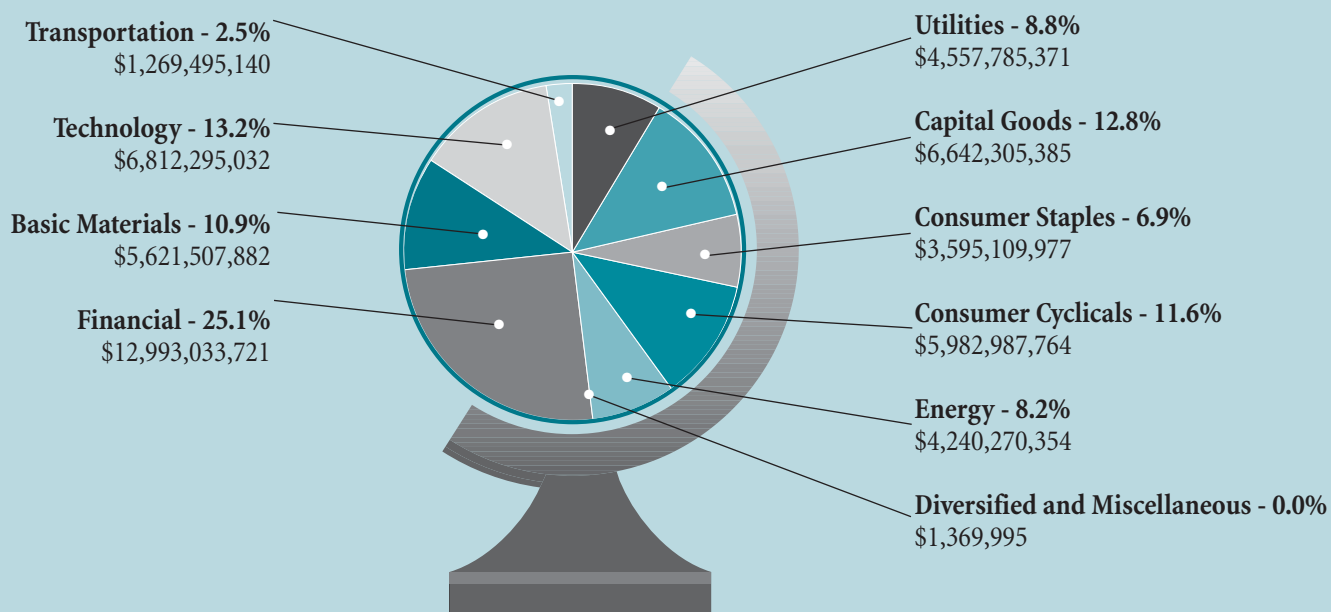 Transportation - 2.5%
$1,269,495,140
Technology - 13.2%
$6,812,295,032
Basic Materials - 10.9%
$5,621,507,882
Financial - 25.1%
$12,993,033,721
Utilities - 8.8%
$4,557,785,371
Capital Goods - 12.8%
$6,642,305,385
Consumer Staples - 6.9%
$3,595,109,977
Consumer Cyclicals - 11.6%
$5,982,987,764
Energy - 8.2%
$4,240,270,354
Diversified and Miscellaneous - 0.0%
$1,369,995